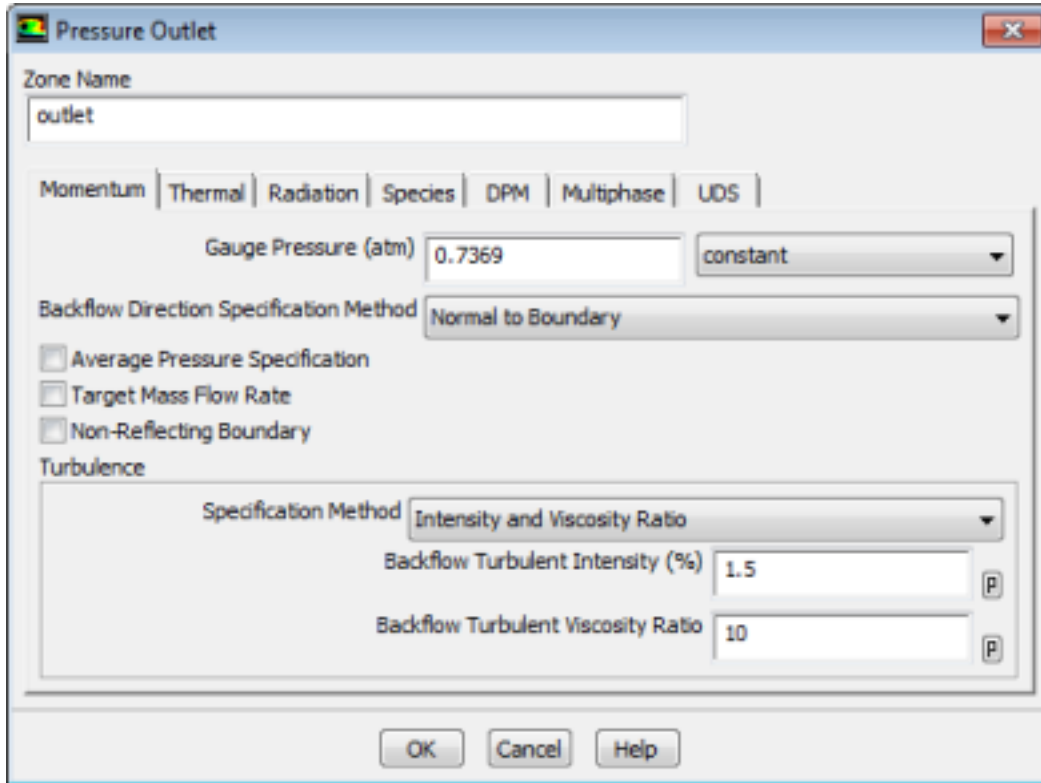 Pressure Outlet
Zone Name
outlet
Momentum Thermal Radiation Species DPM Multiphase UDS
Gauge Pressure (atm) 0.7369 constant
Backflow Direction Specification Method Normal to Boundary
Average Pressure Specification
Target Mass Flow Rate
Non-Reflecting Boundary
Turbulence
Specification Method Intensity and Viscosity Ratio
Backflow Turbulent Intensity (%) 1.5 P
Backflow Turbulent Viscosity Ratio 10 P
OK Cancel Help